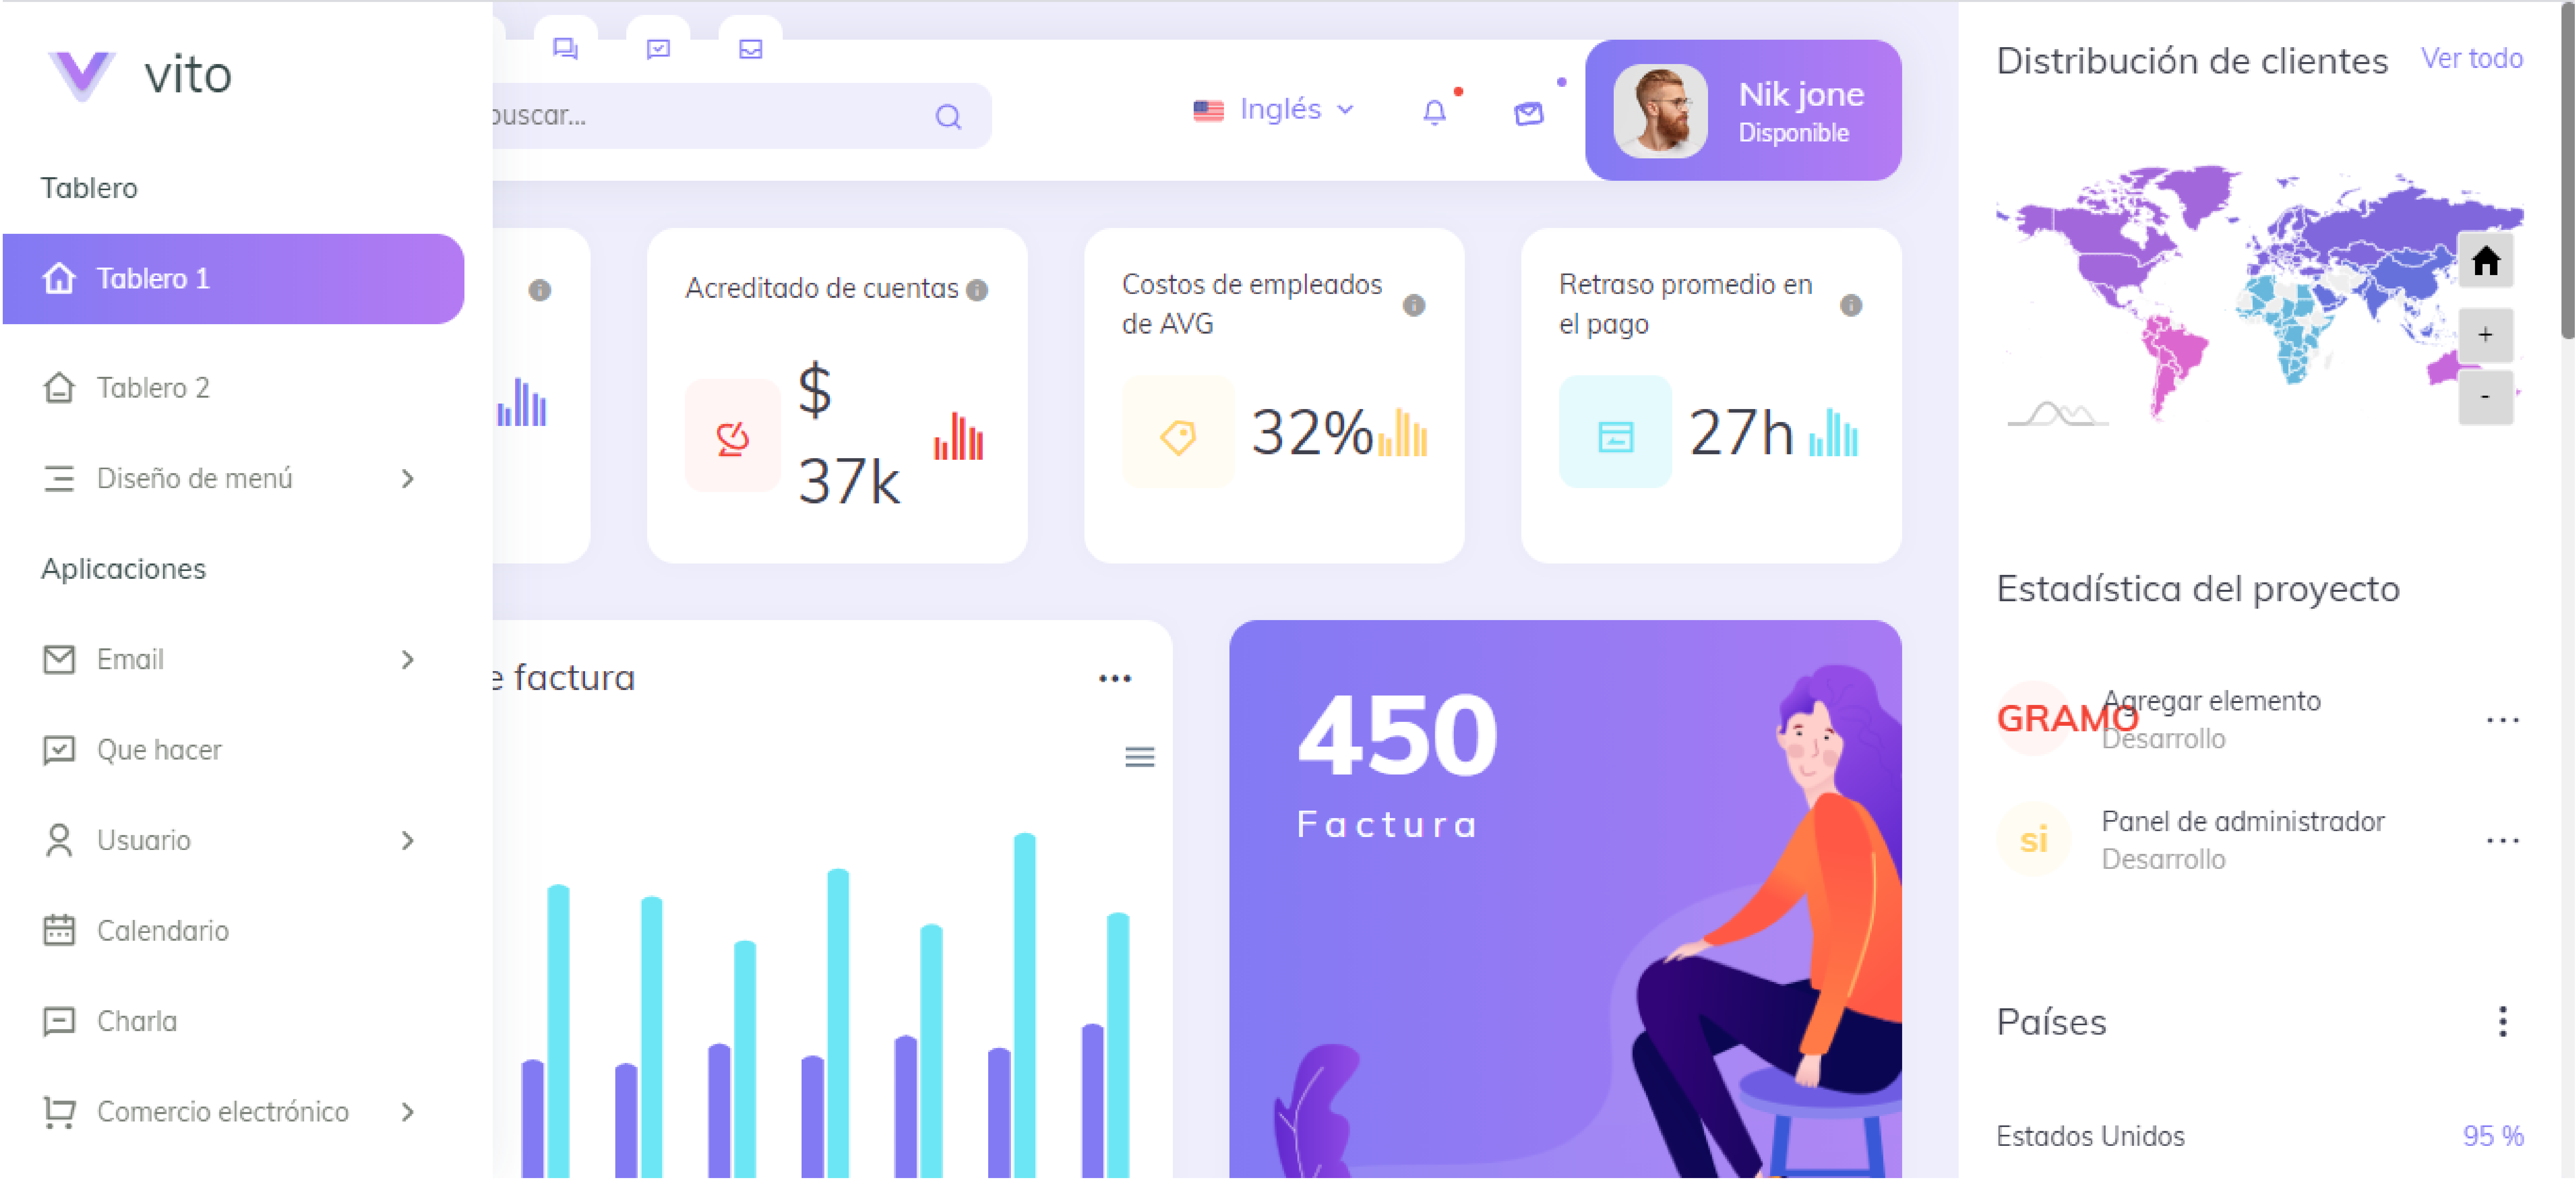 vito
Tablero
Tablero 1
Tablero 2
Diseño de menú
Aplicaciones
Email
Que hacer
Usuario
Calendario
Charla
Comercio electrónico
buscar...
Inglés
Nik jone
Disponible
Acreditado de cuentas
$
37k
Costos de empleados
de AVG
32%
Retraso promedio en
el pago
27h
e factura
450
Factura
Distribución de clientes
Ver todo
+
-
Estadística del proyecto
GRAMO
Agregar elemento
Desarrollo
si
Panel de administrador
Desarrollo
Países
Estados Unidos
95 %